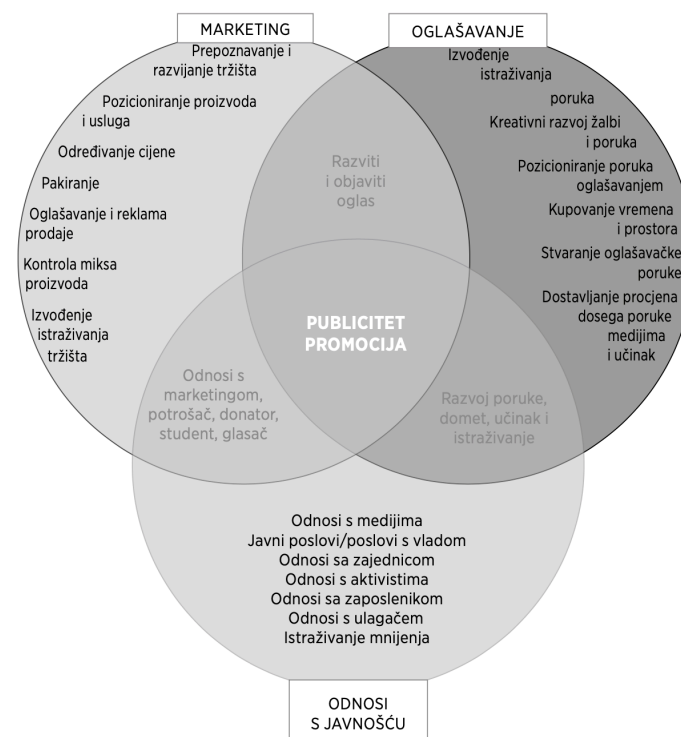 MARKETING
Prepoznavanje i
razvijanje tržišta
Pozicioniranje proizvoda
i usluga
Određivanje cijene
Pakiranje
Oglašavanje i reklama
prodaje
Kontrola miksa
proizvoda
Izvođenje
istraživanja
tržišta
OGLAŠAVANJE
Izvođenje
istraživanja
poruka
Kreativni razvoj žalbi
i poruka
Pozicioniranje poruka
oglašavanjem
Kupovanje vremena
i prostora
Stvaranje oglašavačke
poruke
Dostavljanje procjena
dosega poruke
medijima
i učinak
Razviti
i objaviti
oglas
PUBLICITET
PROMOCIJA
Odnosi s
marketingom,
potrošač, donator,
student, glasač
Razvoj poruke,
domet, učinak i
istraživanje
Odnosi s medijima
Javni poslovi/poslovi s vladom
Odnosi sa zajednicom
Odnosi s aktivistima
Odnosi sa zaposlenikom
Odnosi s ulagačem
Istraživanje mnijenja
ODNOSI
S JAVNOŠĆU